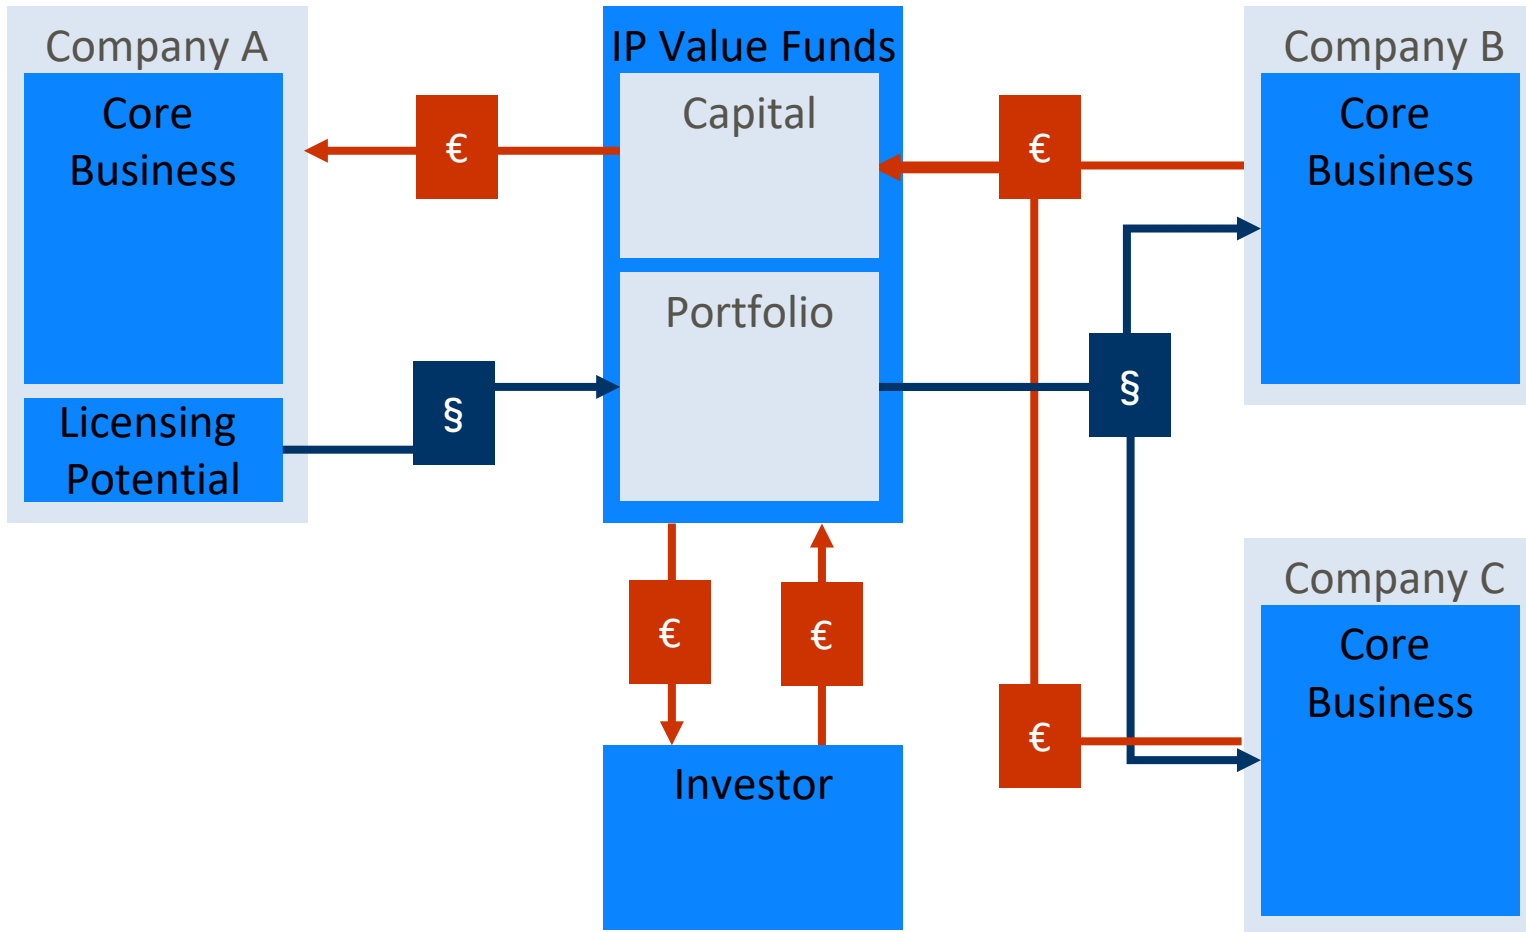 Company A
Core
Business
Licensing
Potential
€
§
IP Value Funds
Capital
Portfolio
€
€
Investor
€
§
€
Company B
Core
Business
Company C
Core
Business